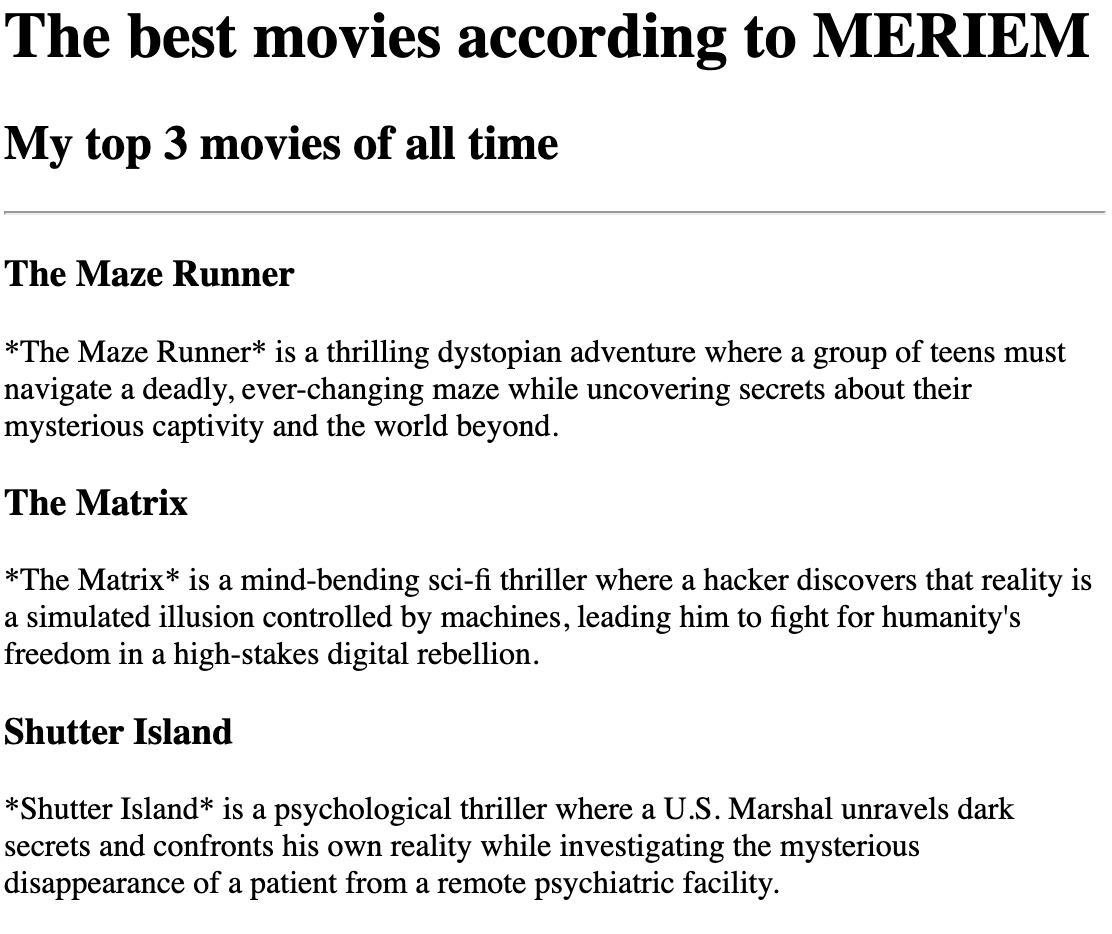 The best movies according to MERIEM
My top 3 movies of all time
The Maze Runner
*The Maze Runner* is a thrilling dystopian adventure where a group of teens must
navigate a deadly, ever-changing maze while uncovering secrets about their
mysterious captivity and the world beyond.
The Matrix
*The Matrix* is a mind-bending sci-fi thriller where a hacker discovers that reality is
a simulated illusion controlled by machines, leading him to fight for humanity's
freedom in a high-stakes digital rebellion.
Shutter Island
*Shutter Island* is a psychological thriller where a U.S. Marshal unravels dark
secrets and confronts his own reality while investigating the mysterious
disappearance of a patient from a remote psychiatric facility.